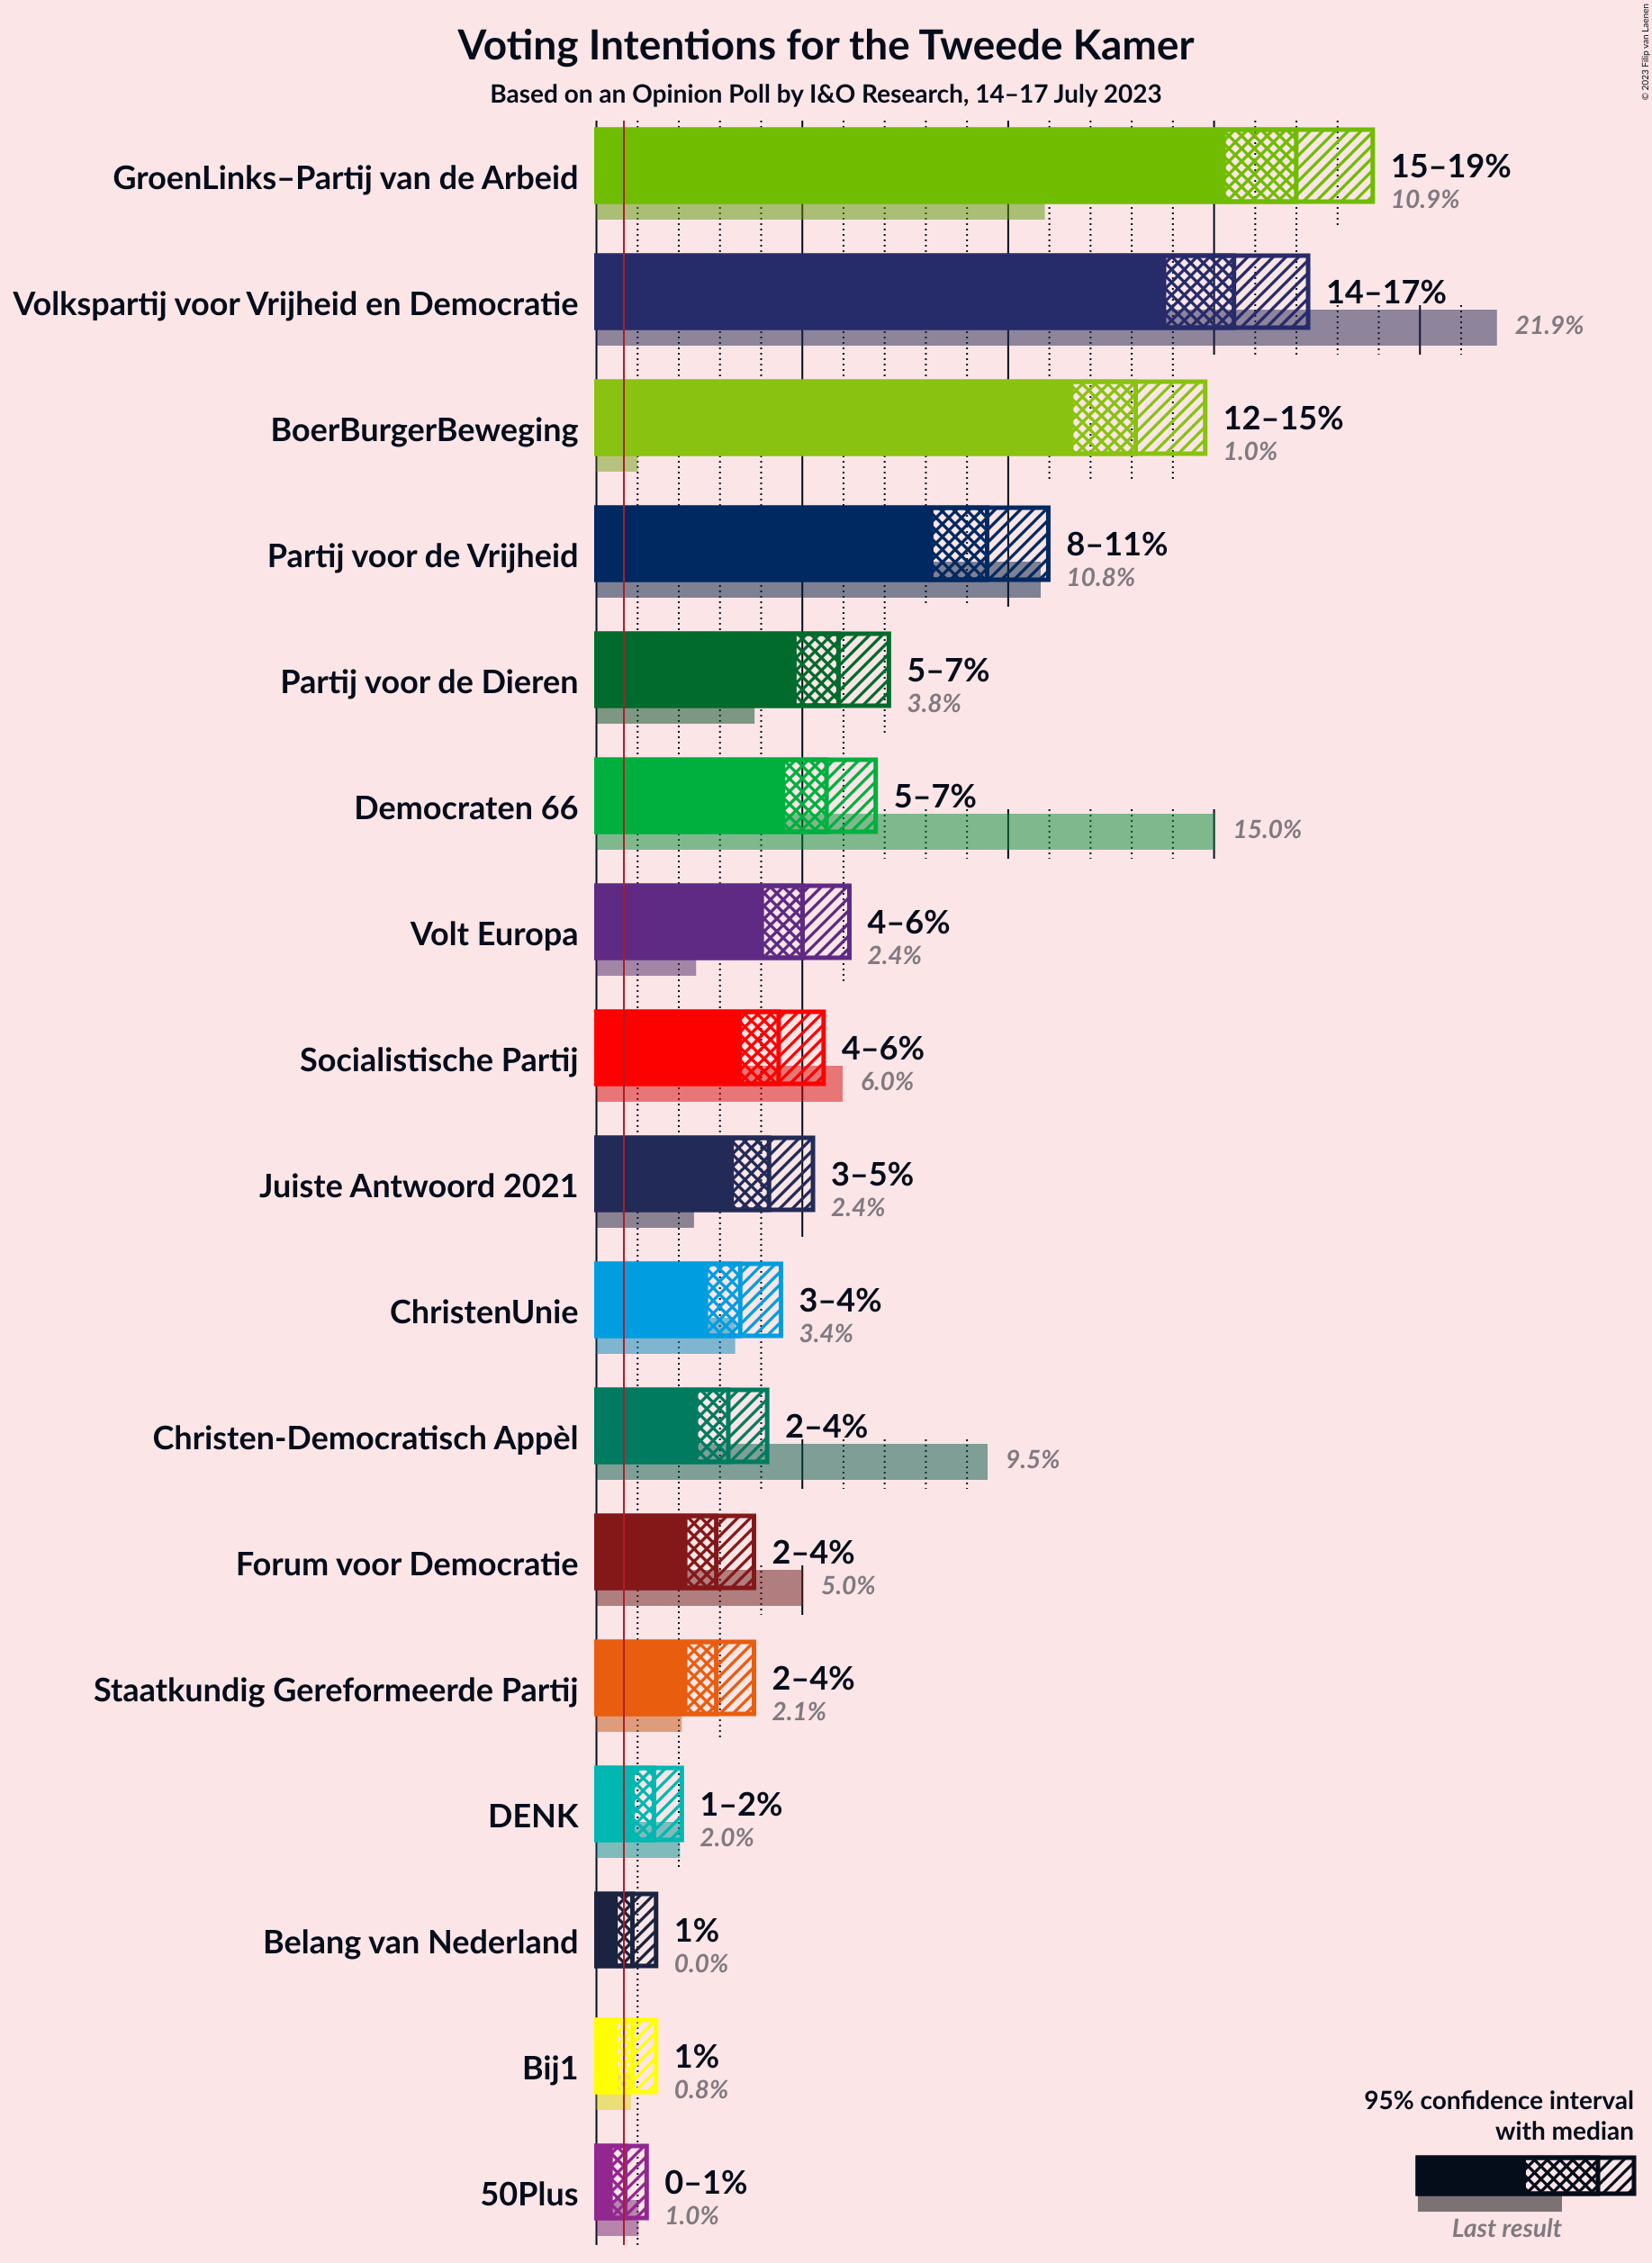 © 2023 Filip van Laenen
Voting Intentions for the Tweede Kamer
Based on an Opinion Poll by I&O Research, 14–17 July 2023
GroenLinks–Partij van de Arbeid
15–19%
10.9%
Volkspartij voor Vrijheid en Democratie
14–17%
21.9%
BoerBurgerBeweging
12–15%
1.0%
Partij voor de Vrijheid
8–11%
10.8%
Partij voor de Dieren
5–7%
3.8%
Democraten 66
5–7%
15.0%
Volt Europa
4–6%
2.4%
Socialistische Partij
4–6%
6.0%
Juiste Antwoord 2021
3–5%
2.4%
ChristenUnie
3–4%
3.4%
Christen-Democratisch Appèl
2–4%
9.5%
Forum voor Democratie
2–4%
5.0%
Staatkundig Gereformeerde Partij
2–4%
2.1%
DENK
1–2%
2.0%
Belang van Nederland
1%
0.0%
Bij1
1%
0.8%
50Plus
0–1%
1.0%
95% confidence interval
with median
Last result